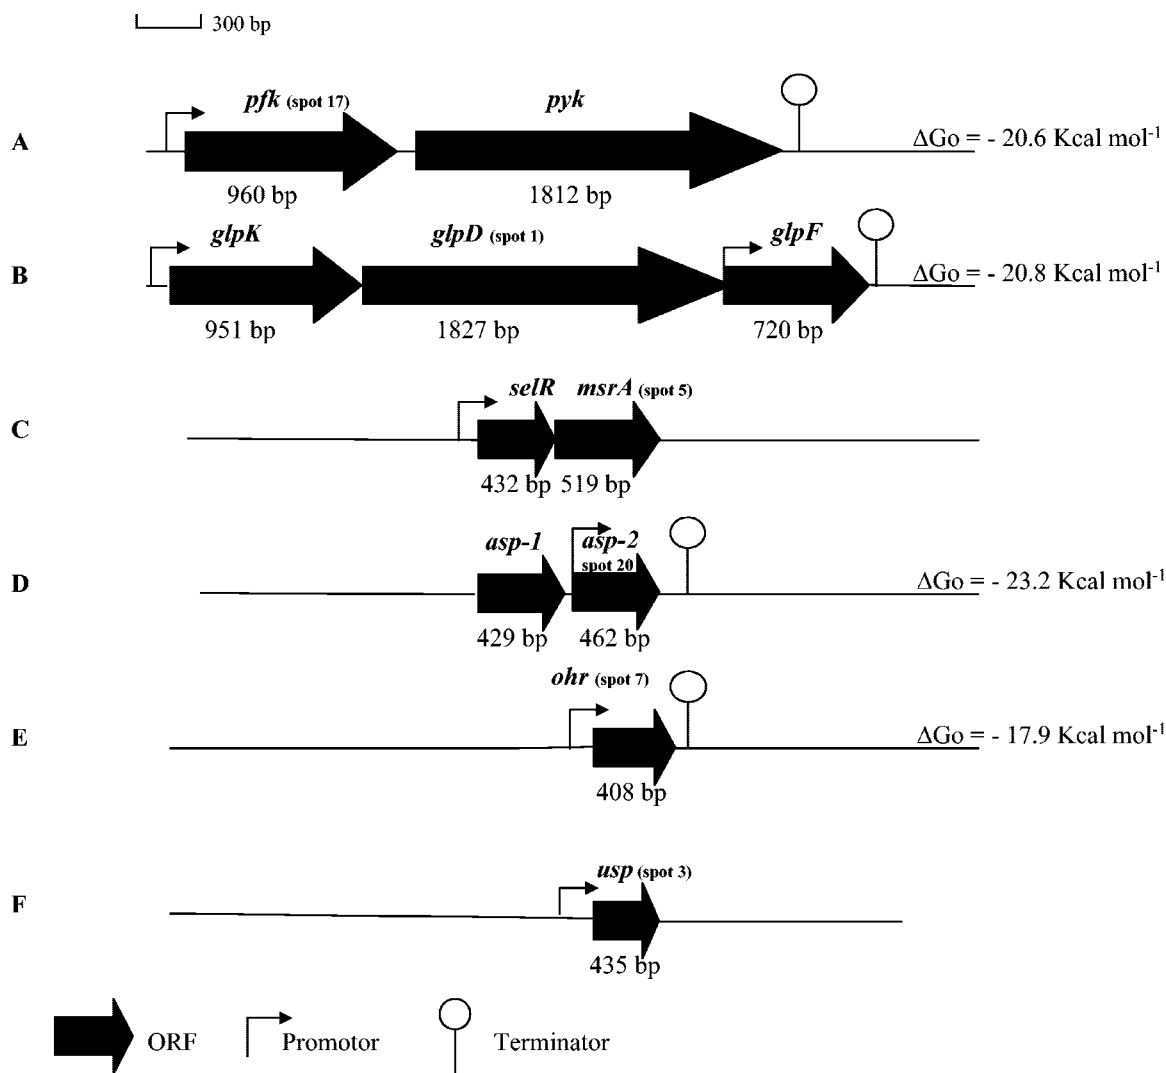 300 bp
pfk (spot 17) pyk
A ΔGo = - 20.6 Kcal mol-1
960 bp 1812 bp
glpK glpD (spot 1) glpF
B ΔGo = - 20.8 Kcal mol-1
951 bp 1827 bp 720 bp
selR msrA (spot 5)
C
432 bp 519 bp
asp-1 asp-2
spot 20
D ΔGo = - 23.2 Kcal mol-1
429 bp 462 bp
ohr (spot 7)
E ΔGo = - 17.9 Kcal mol-1
408 bp
usp (spot 3)
F
435 bp
ORF Promotor Terminator